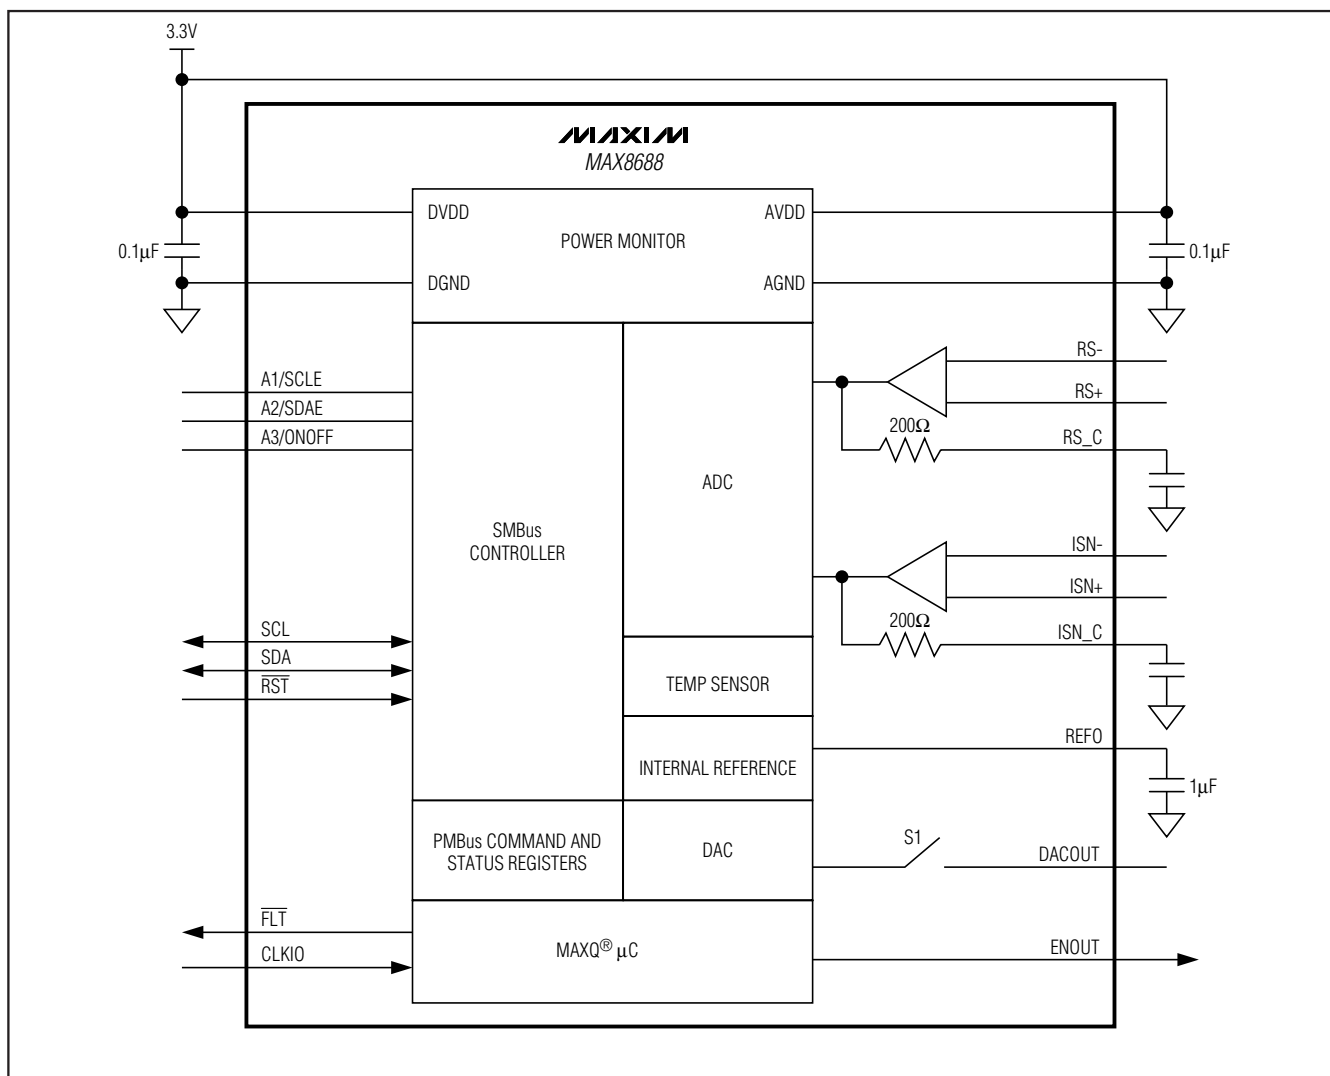 3.3V
MAXIM
MAX8688
DVDD
AVDD
POWER MONITOR
0.1μF
0.1μF
DGND
AGND
RS-
A1/SCLE
RS+
A2/SDAE
200Ω
A3/ONOFF
RS_C
ADC
SMBus
CONTROLLER
ISN-
ISN+
200Ω
SCL
ISN_C
SDA
RST
TEMP SENSOR
REFO
INTERNAL REFERENCE
1μF
PMBus COMMAND AND
STATUS REGISTERS
DAC
S1
DACOUT
FLT
MAXQ® μC
ENOUT
CLKIO